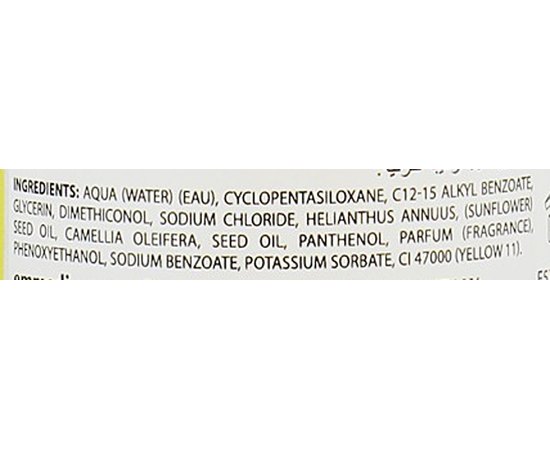 INGREDIENTS: AQUA (WATER) (EAU), CYCLOPENTASILOXANE, C12-15 ALKYL BENZOATE,
GLYCERIN, DIMETHICONOL, SODIUM CHLORIDE, HELIANTHUS ANNUUS, (SUNFLOWER)
SEED OIL, CAMELLIA OLEIFERA, SEED OIL, PANTHENOL, PARFUM (FRAGRANCE),
PHENOXYETHANOL, SODIUM BENZOATE, POTASSIUM SORBATE, CI 47000 (YELLOW 11).